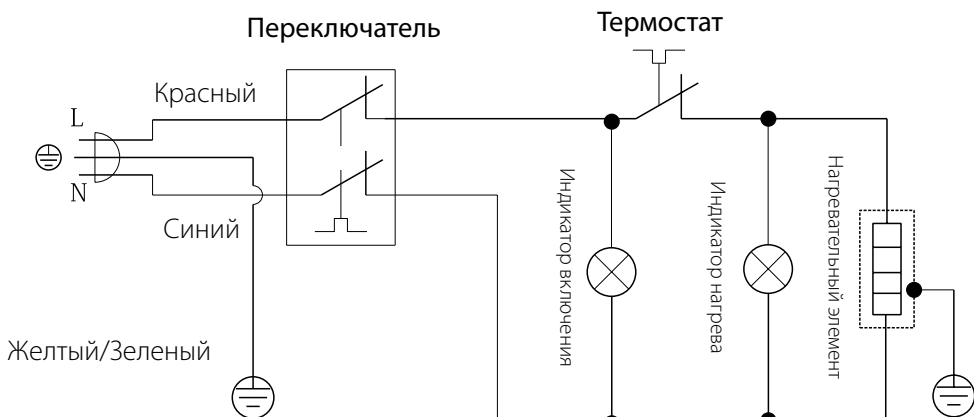 Переключатель
Термостат
Красный
L
N
Синий
Желтый/Зеленый
Индикатор включения
Индикатор нагрева
Нагревательный элемент